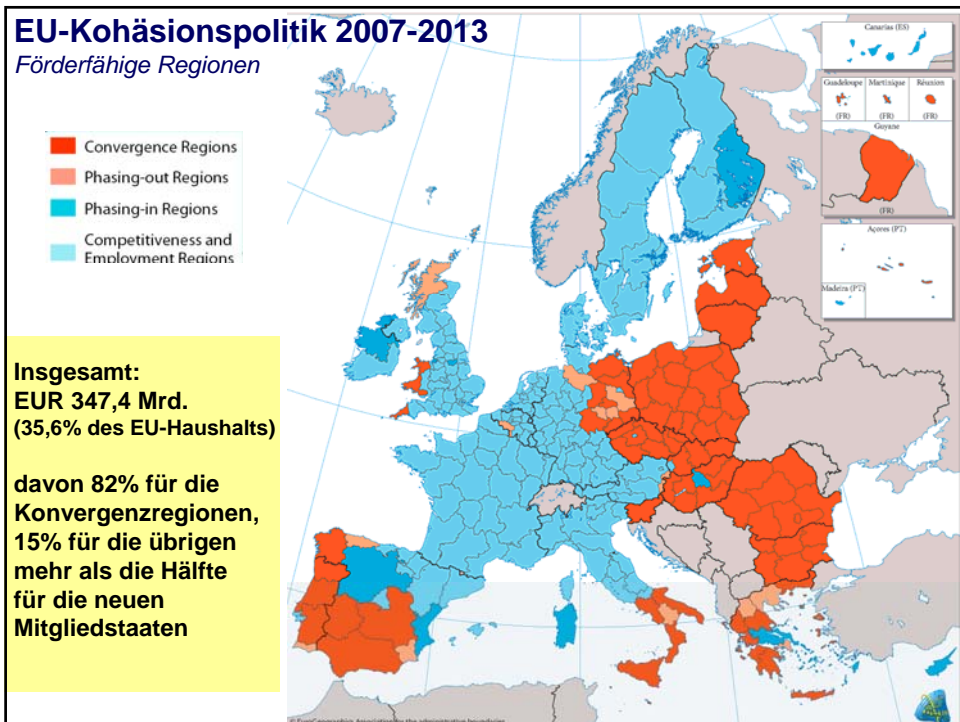 EU-Kohäsionspolitik 2007-2013
Förderfähige Regionen
Convergence Regions
Phasing-out Regions
Phasing-in Regions
Competitiveness and
Employment Regions
Insgesamt:
EUR 347,4 Mrd.
(35,6% des EU-Haushalts)
davon 82% für die
Konvergenzregionen,
15% für die übrigen
mehr als die Hälfte
für die neuen
Mitgliedstaaten
Canarias (ES)
Guadeloupe Martinique Réunion
(FR) (FR) (FR)
Guyane
(FR)
Açores (PT)
Madeira (PT)